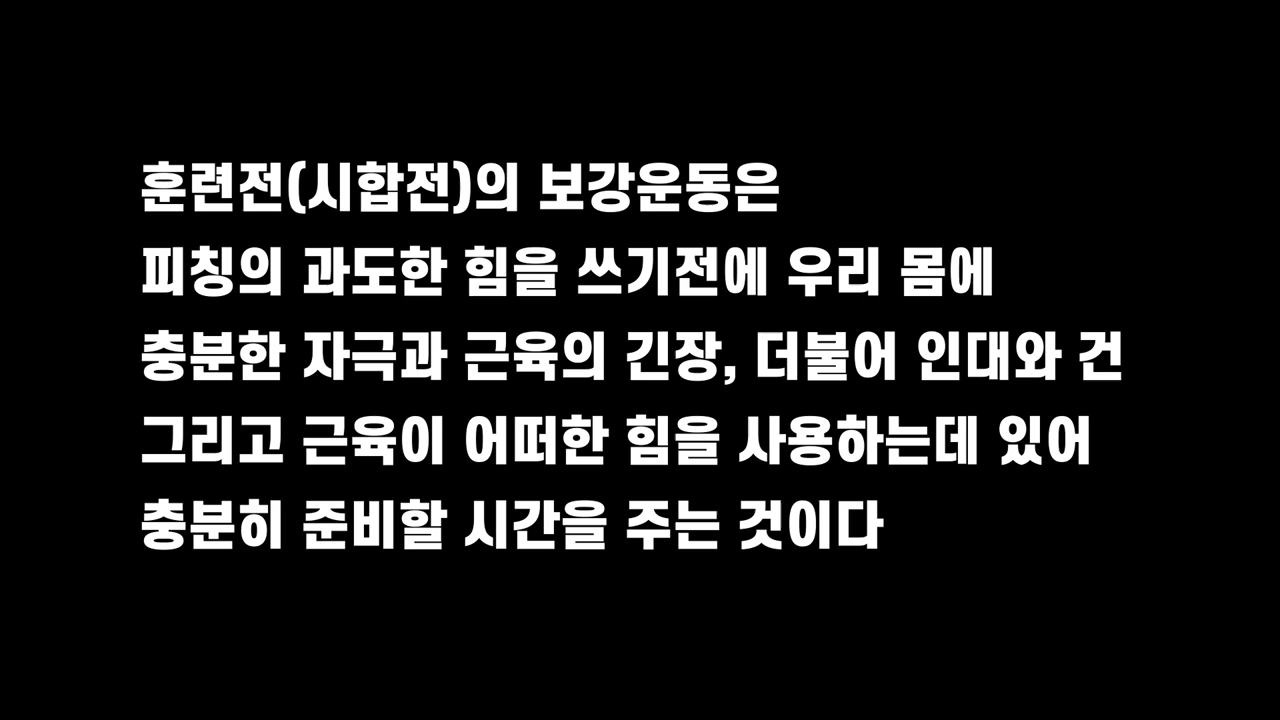 훈련전(시합전)의 보강운동은
피칭의 과도한 힘을 쓰기전에 우리 몸에
충분한 자극과 근육의 긴장, 더불어 인대와 건
그리고 근육이 어떠한 힘을 사용하는데 있어
충분히 준비할 시간을 주는 것이다